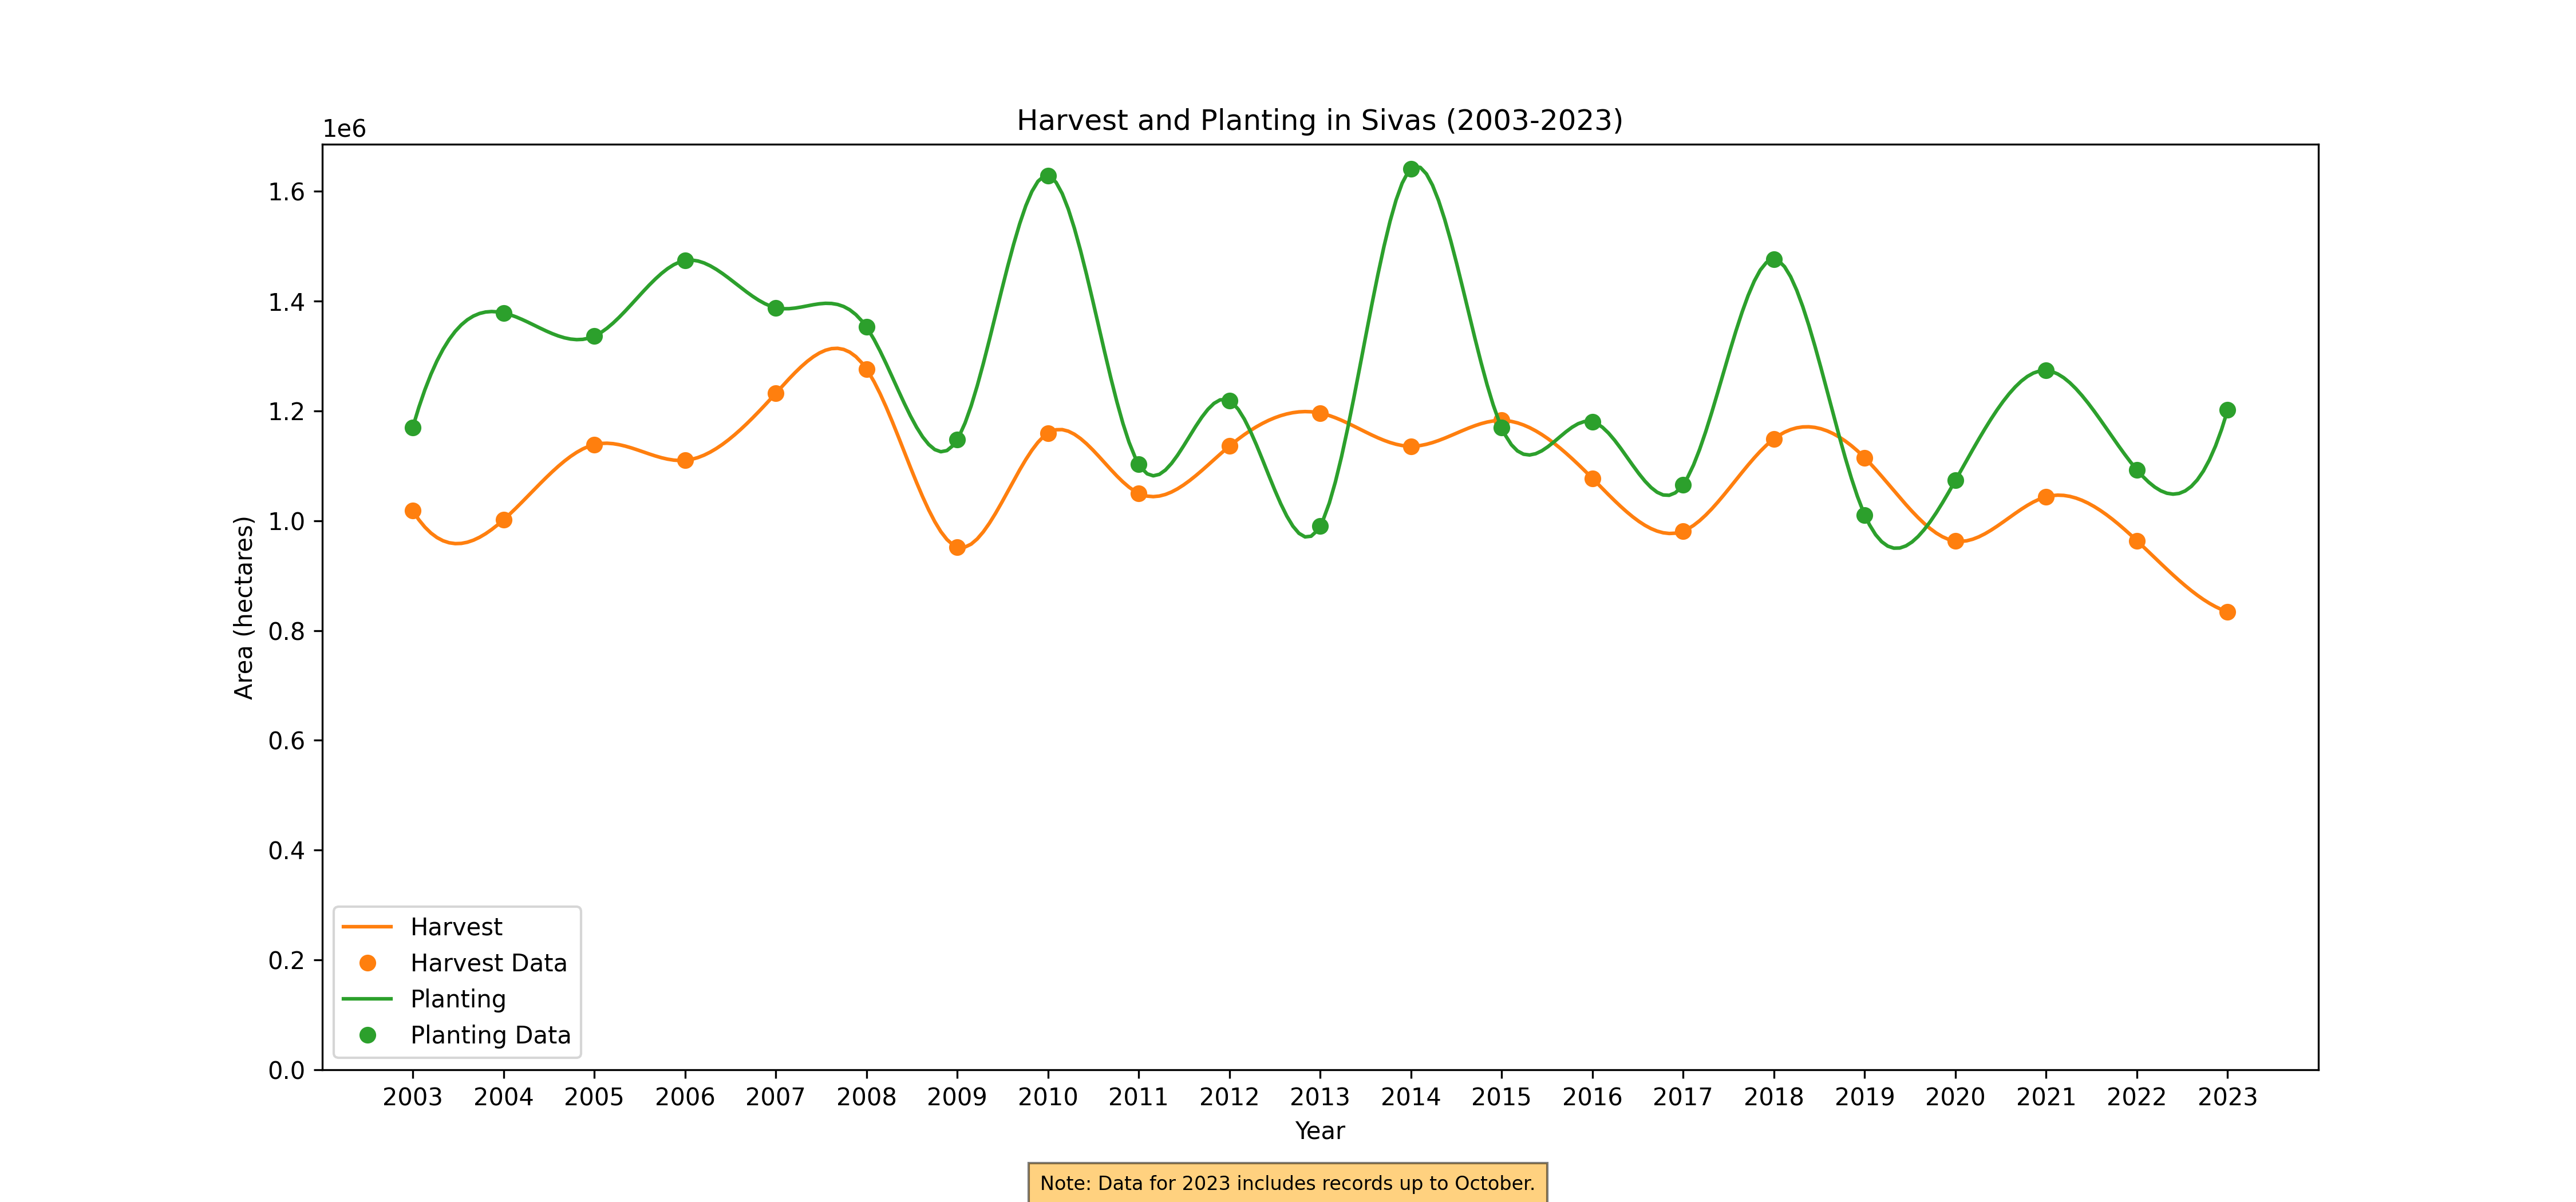 Harvest and Planting in Sivas (2003-2023)
1e6
1.6
1.4
1.2
1.0
0.8
0.6
0.4
0.2
0.0
Area (hectares)
Harvest
Harvest Data
Planting
Planting Data
2003 2004 2005 2006 2007 2008 2009 2010 2011 2012 2013 2014 2015 2016 2017 2018 2019 2020 2021 2022 2023
Year
Note: Data for 2023 includes records up to October.